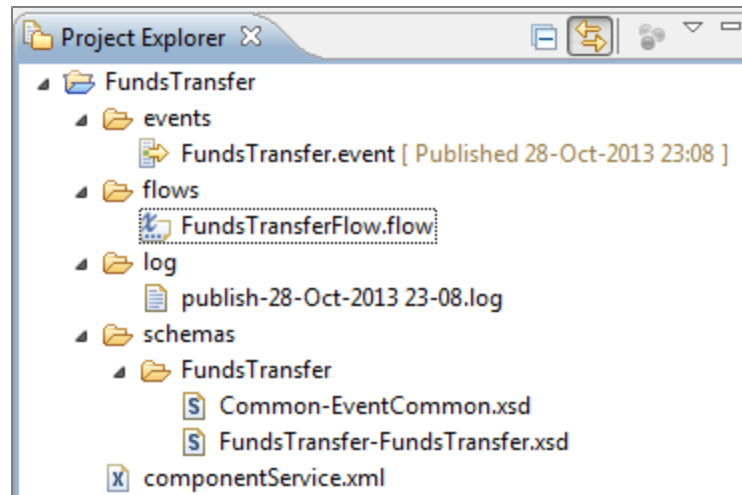 Project Explorer
FundsTransfer
events
FundsTransfer.event [ Published 28-Oct-2013 23:08 ]
flows
FundsTransferFlow.flow
log
publish-28-Oct-2013 23-08.log
schemas
FundsTransfer
S Common-EventCommon.xsd
S FundsTransfer-FundsTransfer.xsd
X componentService.xml